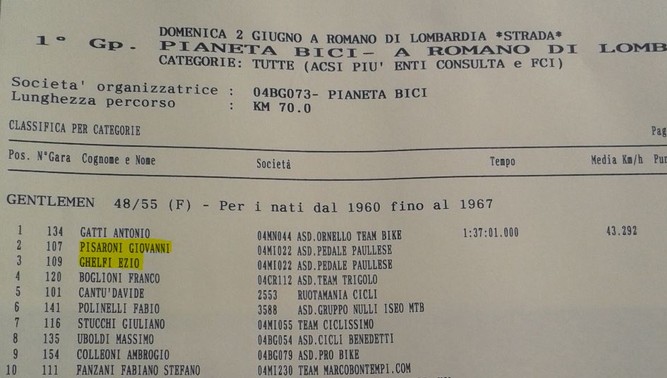 DOMENICA 2 GIUGNO A ROMANO DI LOMBARDIA *STRADA*
1° Gp. PIANETA BICI- A ROMANO DI LOMB
CATEGORIE: TUTTE (ACSI PIU' ENTI CONSULTA e FCI)
Societa' organizzatrice : 04BG073- PIANETA BICI
Lunghezza percorso : KM 70.0
CLASSIFICA PER CATEGORIE Pag
Pos. N°Gara Cognome e Nome Società Tempo Media Km/h Pun
GENTLEMEN 48/55 (F) - Per i nati dal 1960 fino al 1967
1 134 GATTI ANTONIO 04MN044 ASD.ORNELLO TEAM BIKE 1:37:01.000 43.292
2 107 PISARONI GIOVANNI 04MI022 ASD.PEDALE PAULLESE
3 109 GHELFI EZIO 04MI022 ASD.PEDALE PAULLESE
4 120 BOGLIONI FRANCO 04CR112 ASD.TEAM TRIGOLO
5 101 CANTU'DAVIDE 2553 RUOTAMANIA CICLI
6 141 POLINELLI FABIO 3588 ASD.GRUPPO NULLI ISEO MTB
7 116 STUCCHI GIULIANO 04MI055 TEAM CICLISSIMO
8 135 UBOLDI MASSIMO 04BG054 ASD.CICLI BENEDETTI
9 154 COLLEONI AMBROGIO 04BG079 ASD.PRO BIKE
10 111 FANZANI FABIANO STEFANO 04MI230 TEAM MARCOBONTEMPI.COM